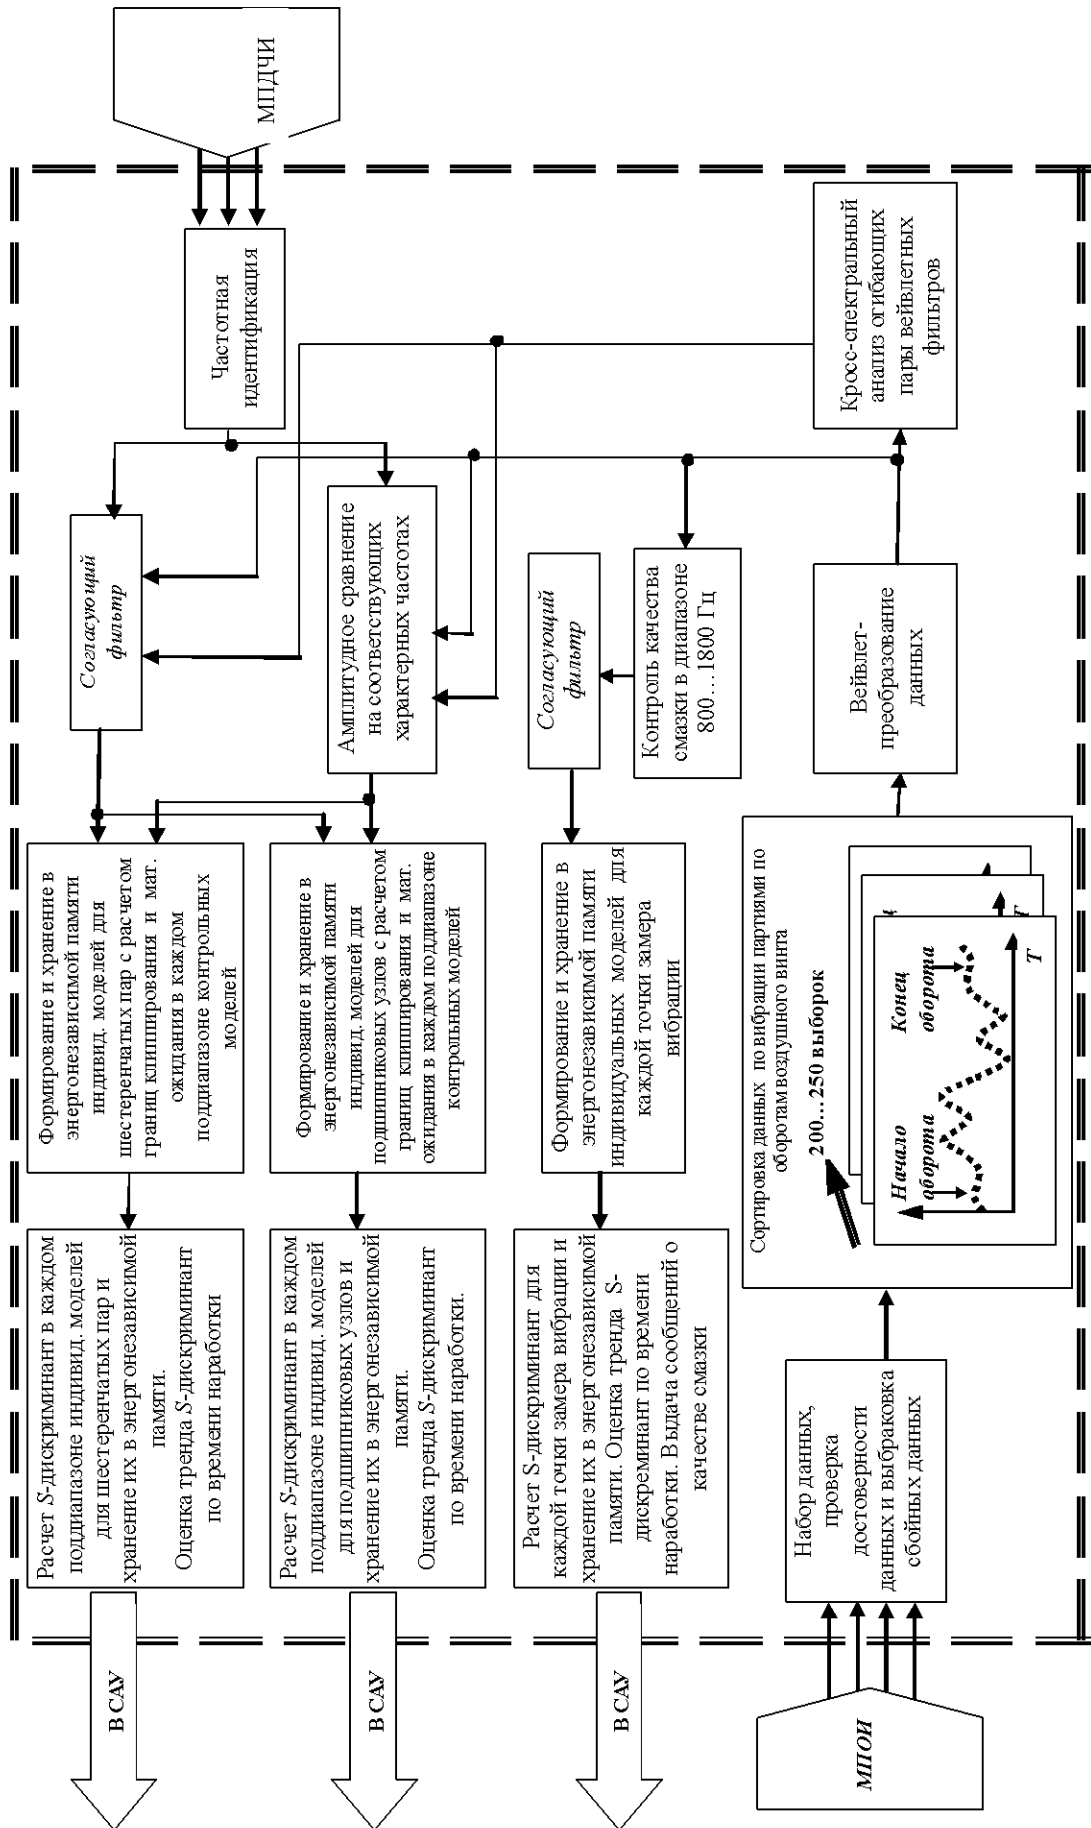 В САУ
Расчет S-дискриминант в каждом
поддиапазоне индивид. моделей
для шестеренчатых пар и
хранение их в энергонезависимой
памяти.
Оценка тренда S-дискриминант
по времени наработки
Формирование и хранение в
энергонезависимой памяти
индивид. моделей для
шестеренчатых пар с расчетом
границ клиппирования и мат.
ожидания в каждом
поддиапазоне контрольных
моделей
Согласующий
фильтр
Частотная
идентификация
МПДЧИ
В САУ
Расчет S-дискриминант в каждом
поддиапазоне индивид. моделей
для подшипниковых узлов и
хранение их в энергонезависимой
памяти.
Оценка тренда S-дискриминант
по времени наработки.
Формирование и хранение в
энергонезависимой памяти
индивид. моделей для
подшипниковых узлов с расчетом
границ клиппирования и мат.
ожидания в каждом поддиапазоне
контрольных моделей
Амплитудное сравнение
на соответствующих
характерных частотах
В САУ
Расчет S-дискриминант для
каждой точки замера вибрации и
хранение их в энергонезависимой
памяти. Оценка тренда S-
дискреминант по времени
наработки. Выдача сообщений о
качестве смазки
Формирование и хранение в
энергонезависимой памяти
индивидуальных моделей для
каждой точки замера
вибрации
Согласующий
фильтр
Контроль качества
смазки в диапазоне
800…1800 Гц
МПОИ
Набор данных,
проверка
достоверности
данных и выбраковка
сбойных данных
Сортировка данных по вибрации партиями по
оборотам воздушного винта
200…250 выборок
Начало
оборота
Конец
оборота
T
T
Вейвлет-
преобразование
данных
Кросс-спектральный
анализ огибающих
пары вейвлетных
фильтров